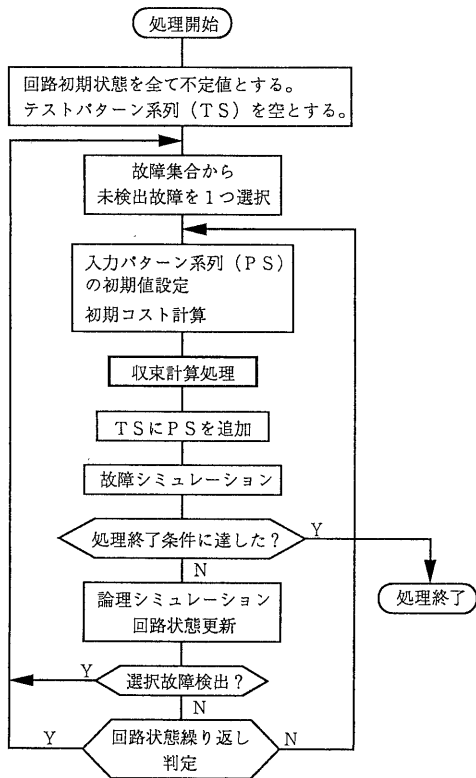 処理開始
回路初期状態を全て不定値とする。
テストパターン系列(TS)を空とする。
故障集合から
未検出故障を1つ選択
入力パターン系列(PS)
の初期値設定
初期コスト計算
収束計算処理
TSにPSを追加
故障シミュレーション
処理終了条件に達した?
Y
N
処理終了
論理シミュレーション
回路状態更新
Y
選択故障検出?
N
Y
回路状態繰り返し
判定
N